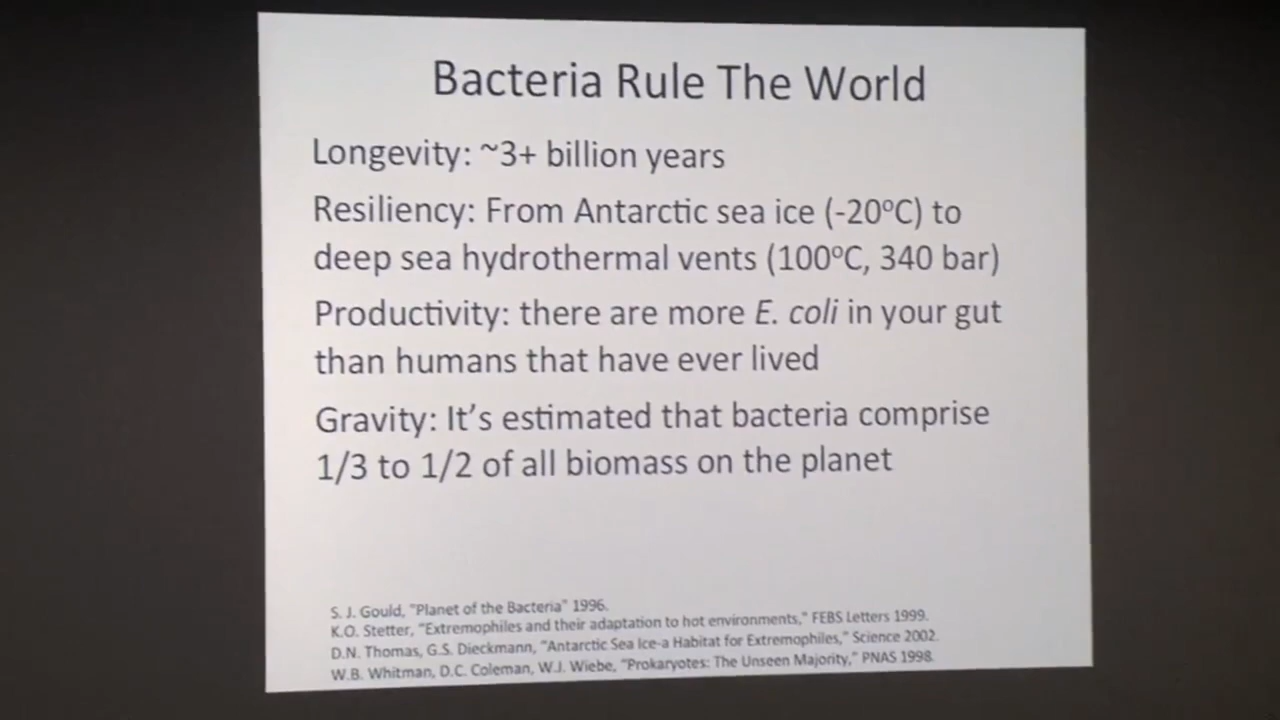 Bacteria Rule The World
Longevity: ~3+ billion years
Resiliency: From Antarctic sea ice (-20ºC) to
deep sea hydrothermal vents (100ºC, 340 bar)
Productivity: there are more E. coli in your gut
than humans that have ever lived
Gravity: It's estimated that bacteria comprise
1/3 to 1/2 of all biomass on the planet
S. J. Gould, "Planet of the Bacteria" 1996.
K.O. Stetter, "Extremophiles and their adaptation to hot environments," FEBS Letters 1999.
D.N. Thomas, G.S. Dieckmann, "Antarctic Sea Ice-a Habitat for Extremophiles," Science 2002.
W.B. Whitman, D.C. Coleman, W.J. Wiebe, "Prokaryotes: The Unseen Majority," PNAS 1998.